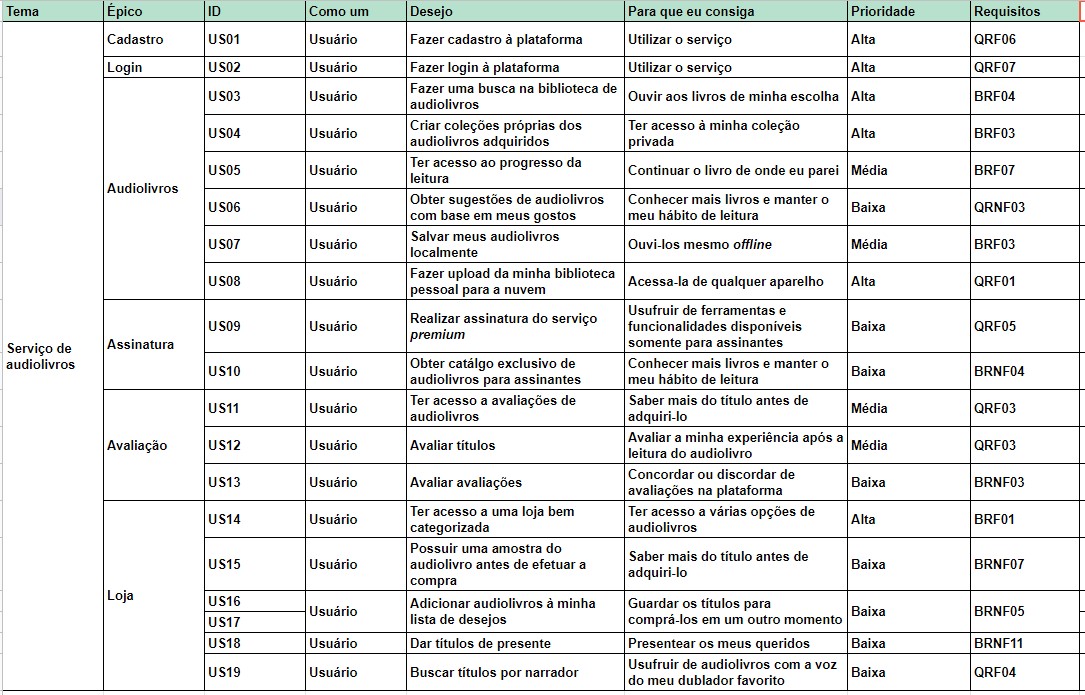 Tema Épico ID Como um Desejo Para que eu consiga Prioridade Requisitos
Serviço de
audiolivros
Cadastro US01 Usuário Fazer cadastro à plataforma Utilizar o serviço Alta QRF06
Login US02 Usuário Fazer login à plataforma Utilizar o serviço Alta QRF07
Audiolivros
US03 Usuário Fazer uma busca na biblioteca de
audiolivros
Ouvir aos livros de minha escolha Alta BRF04
US04 Usuário Criar coleções próprias dos
audiolivros adquiridos
Ter acesso à minha coleção
privada
Alta BRF03
US05 Usuário Ter acesso ao progresso da
leitura
Continuar o livro de onde eu parei Média BRF07
US06 Usuário Obter sugestões de audiolivros
com base em meus gostos
Conhecer mais livros e manter o
meu hábito de leitura
Baixa QRNF03
US07 Usuário Salvar meus audiolivros
localmente
Ouvi-los mesmo offline Média BRF03
US08 Usuário Fazer upload da minha biblioteca
pessoal para a nuvem
Acessa-la de qualquer aparelho Alta QRF01
Assinatura
US09 Usuário Realizar assinatura do serviço
premium
Usufruir de ferramentas e
funcionalidades disponíveis
somente para assinantes
Baixa QRF05
US10 Usuário Obter catálgo exclusivo de
audiolivros para assinantes
Conhecer mais livros e manter o
meu hábito de leitura
Baixa BRNF04
Avaliação
US11 Usuário Ter acesso a avaliações de
audiolivros
Saber mais do título antes de
adquiri-lo
Média QRF03
US12 Usuário Avaliar títulos
Avaliar a minha experiência após a
leitura do audiolivro
Média QRF03
US13 Usuário Avaliar avaliações
Concordar ou discordar de
avaliações na plataforma
Baixa BRNF03
Loja
US14 Usuário Ter acesso a uma loja bem
categorizada
Ter acesso a várias opções de
audiolivros
Alta BRF01
US15 Usuário Possuir uma amostra do
audiolivro antes de efetuar a
compra
Saber mais do título antes de
adquiri-lo
Baixa BRNF07
US16
US17
Usuário Adicionar audiolivros à minha
lista de desejos
Guardar os títulos para
comprá-los em um outro momento
Baixa BRNF05
US18 Usuário Dar títulos de presente Presentear os meus queridos Baixa BRNF11
US19 Usuário Buscar títulos por narrador
Usufruir de audiolivros com a voz
do meu dublador favorito
Baixa QRF04